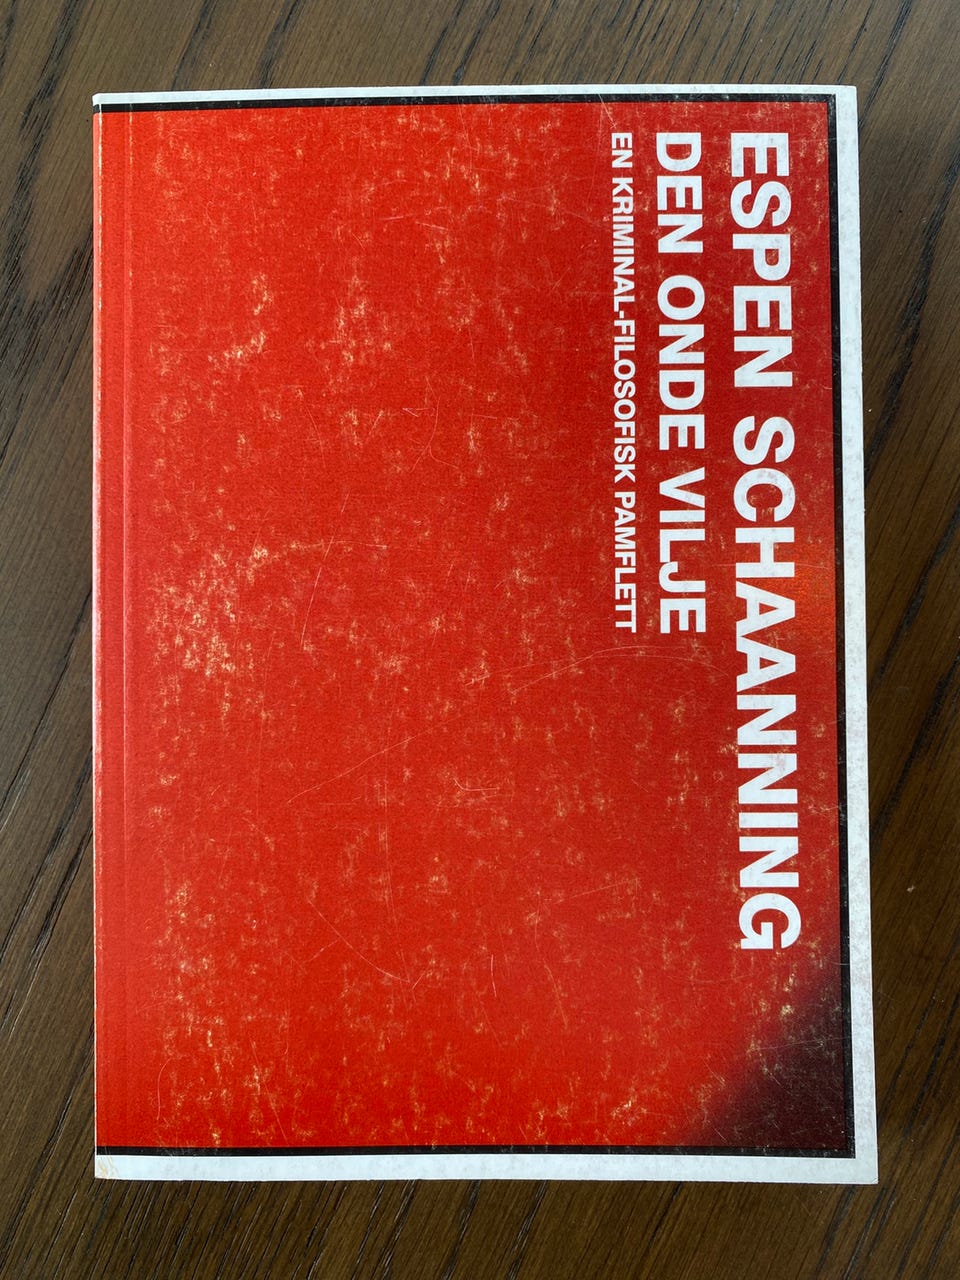 ESPEN SCHAANNING
DEN ONDE VILJE
EN KRIMINAL-FILOSOFISK PAMFLETT